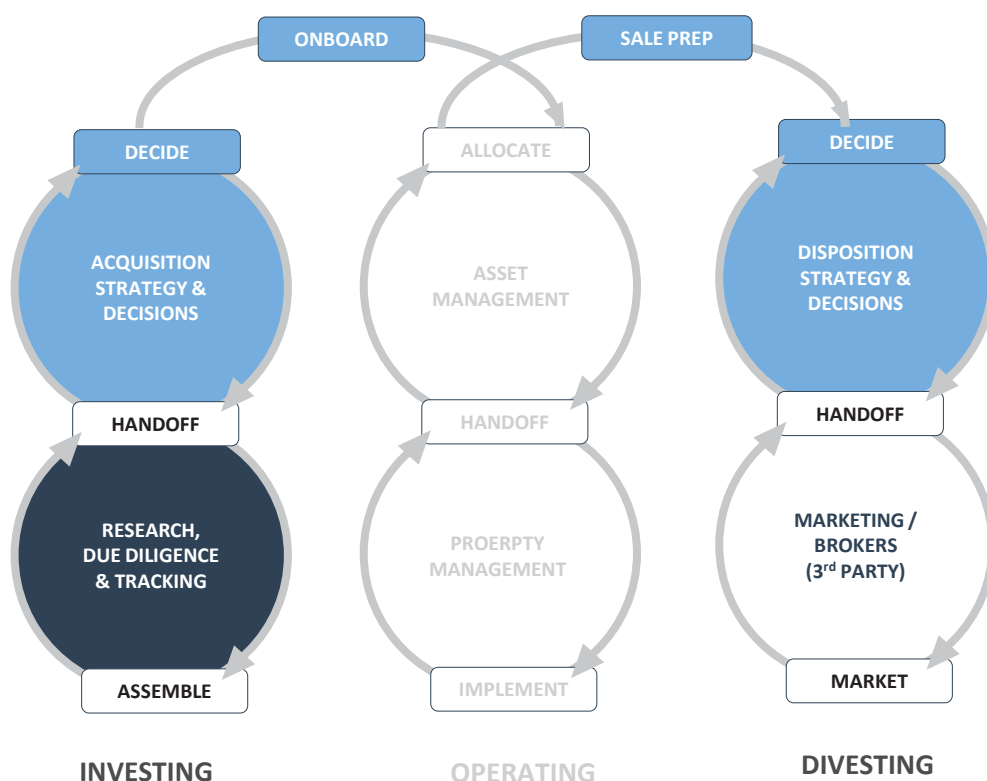 ONBOARD
SALE PREP
DECIDE
ALLOCATE
DECIDE
ACQUISITION
STRATEGY &
DECISIONS
ASSET
MANAGEMENT
DISPOSITION
STRATEGY &
DECISIONS
HANDOFF
HANDOFF
HANDOFF
RESEARCH,
DUE DILIGENCE
& TRACKING
PROERPTY
MANAGEMENT
MARKETING /
BROKERS
(3rd PARTY)
ASSEMBLE
IMPLEMENT
MARKET
INVESTING
OPERATING
DIVESTING